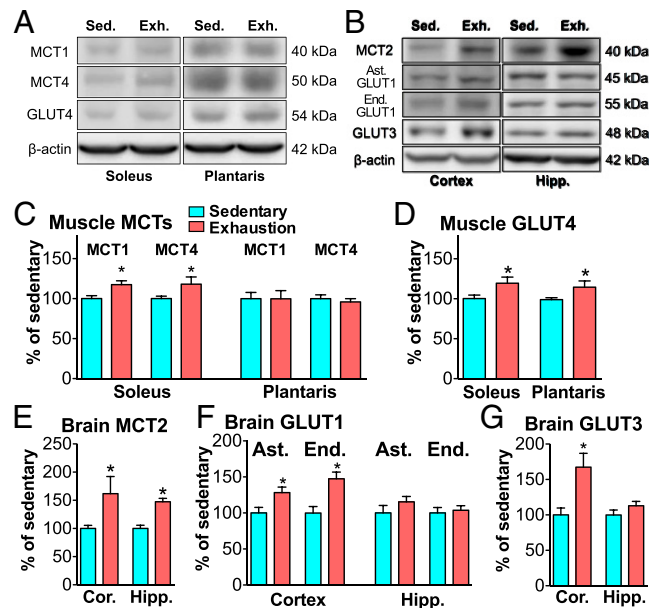 A
Sed. Exh. Sed. Exh.
MCT1 40 kDa
MCT4 50 kDa
GLUT4 54 kDa
β-actin 42 kDa
Soleus Plantaris
B
Sed. Exh. Sed. Exh.
MCT2 40 kDa
Ast.
GLUT1 45 kDa
End.
GLUT1 55 kDa
GLUT3 48 kDa
β-actin 42 kDa
Cortex Hipp.
C
Muscle MCTs
Sedentary
Exhaustion
MCT1 MCT4 MCT1 MCT4
% of sedentary
150
100
50
0
* *
Soleus Plantaris
D
Muscle GLUT4
% of sedentary
150
100
50
0
* *
Soleus Plantaris
E
Brain MCT2
% of sedentary
250
200
150
100
50
0
* *
Cor. Hipp.
F
Brain GLUT1
% of sedentary
200
150
100
50
0
Ast. End. Ast. End.
* *
Cortex Hipp.
G
Brain GLUT3
% of sedentary
200
150
100
50
0
*
Cor. Hipp.